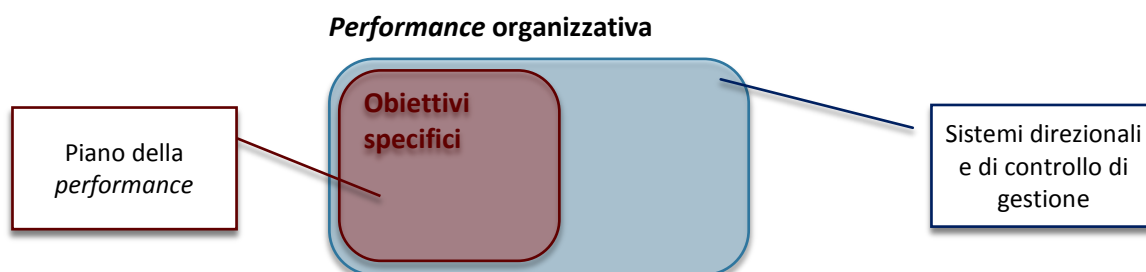 Performance organizzativa
Obiettivi
specifici
Piano della
performance
Sistemi direzionali
e di controllo di
gestione